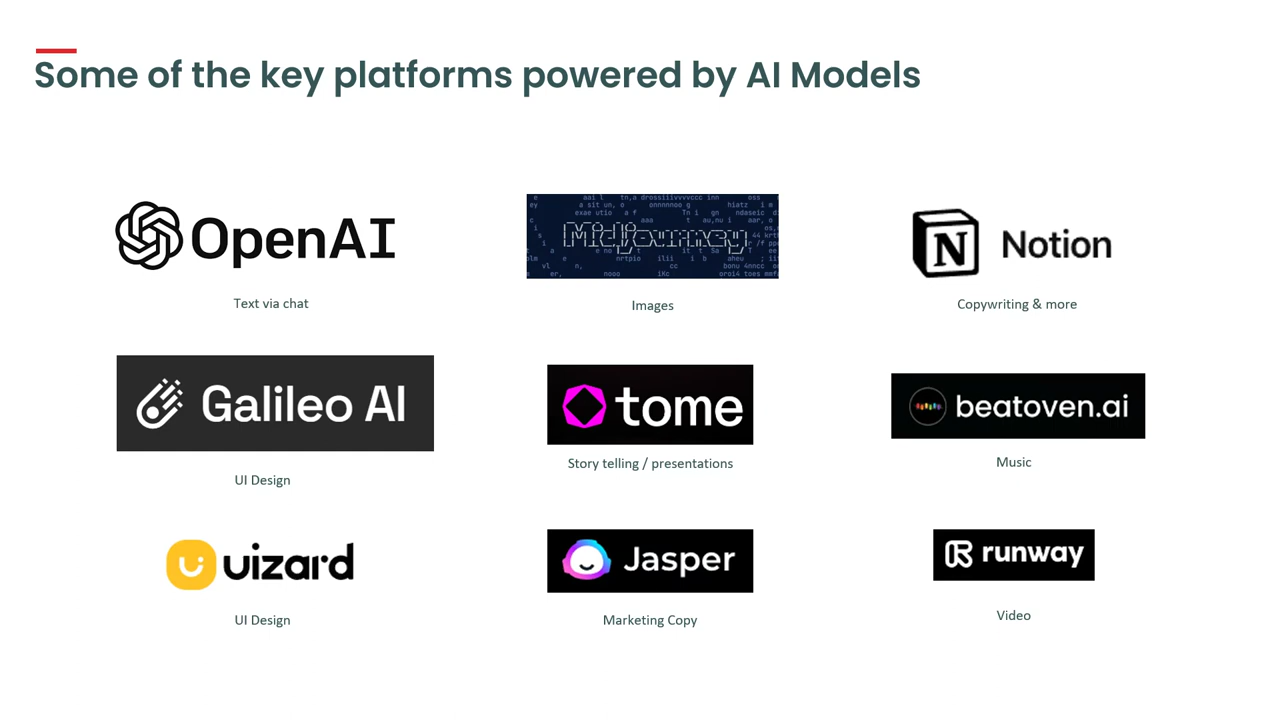 Some of the key platforms powered by AI Models
OpenAI
Midjourney
Notion
Text via chat
Images
Copywriting & more
Galileo AI
tome
beatoven.ai
UI Design
Story telling / presentations
Music
uizard
Jasper
runway
UI Design
Marketing Copy
Video